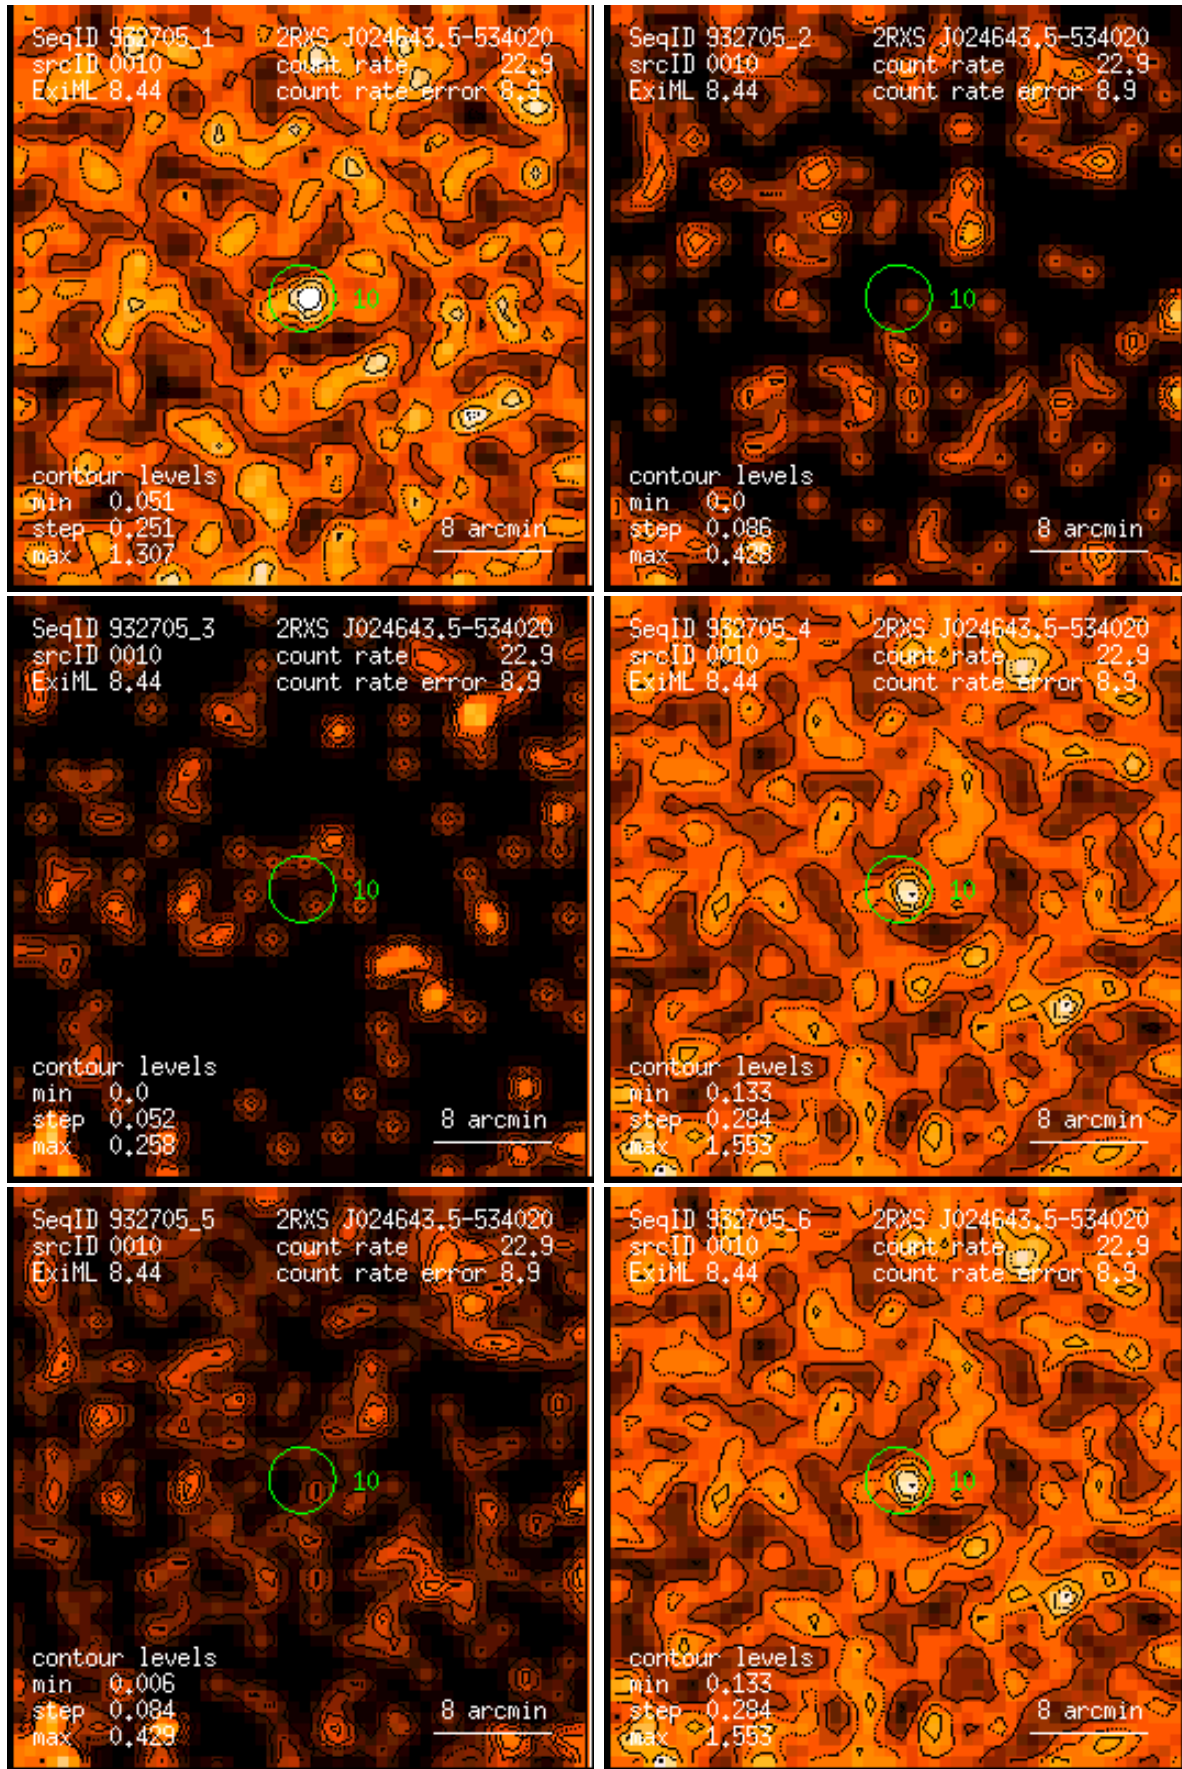 SeqID 932705_1 2RXS J024643.5-534020
srcID 0010 count rate 22.9
ExiML 8.44 count rate error 8.9
10
contour levels
min 0.051
step 0.251 8 arcmin
max 1.307
SeqID 932705_2 2RXS J024643.5-534020
srcID 0010 count rate 22.9
ExiML 8.44 count rate error 8.9
10
contour levels
min 0.0
step 0.086 8 arcmin
max 0.428
SeqID 932705_3 2RXS J024643.5-534020
srcID 0010 count rate 22.9
ExiML 8.44 count rate error 8.9
10
contour levels
min 0.0
step 0.052 8 arcmin
max 0.258
SeqID 932705_4 2RXS J024643.5-534020
srcID 0010 count rate 22.9
ExiML 8.44 count rate error 8.9
10
contour levels
min 0.133
step 0.284 8 arcmin
max 1.553
SeqID 932705_5 2RXS J024643.5-534020
srcID 0010 count rate 22.9
ExiML 8.44 count rate error 8.9
10
contour levels
min 0.006
step 0.084 8 arcmin
max 0.429
SeqID 932705_6 2RXS J024643.5-534020
srcID 0010 count rate 22.9
ExiML 8.44 count rate error 8.9
10
contour levels
min 0.133
step 0.284 8 arcmin
max 1.553